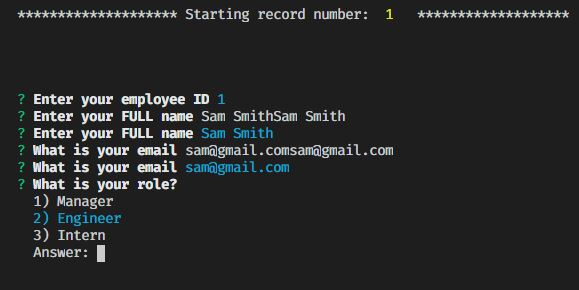 ******************** Starting record number: 1 *******************
? Enter your employee ID 1
? Enter your FULL name Sam SmithSam Smith
? Enter your FULL name Sam Smith
? What is your email sam@gmail.comsam@gmail.com
? What is your email sam@gmail.com
? What is your role?
1) Manager
2) Engineer
3) Intern
Answer: